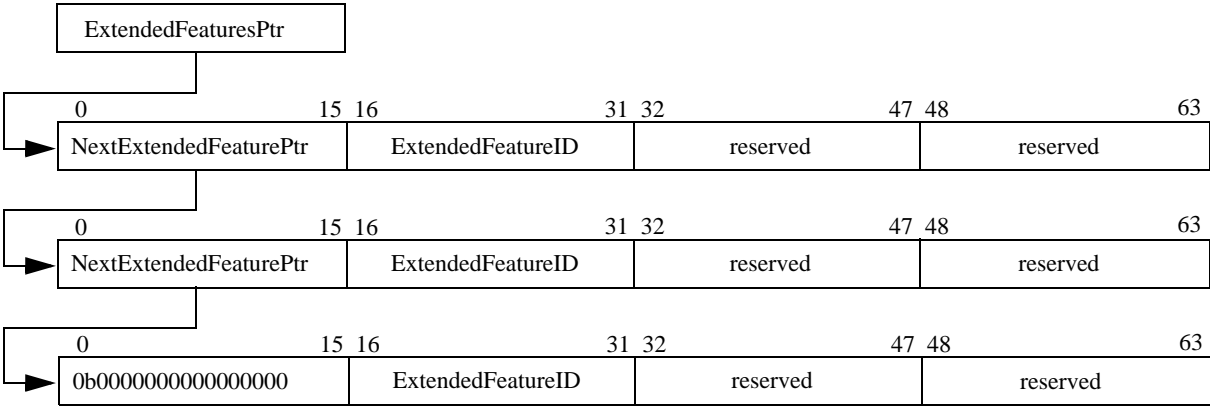 ExtendedFeaturesPtr
0 15 16 31 32 47 48 63
NextExtendedFeaturePtr ExtendedFeatureID reserved reserved
0 15 16 31 32 47 48 63
NextExtendedFeaturePtr ExtendedFeatureID reserved reserved
0 15 16 31 32 47 48 63
0b0000000000000000 ExtendedFeatureID reserved reserved